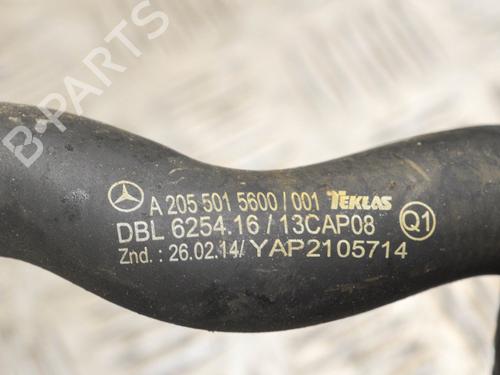 B-PARTS
A 205 501 5600/001 TEKLAS
DBL 6254.16/13CAP08 Q1
Znd.: 26.02.14/YAP2105714